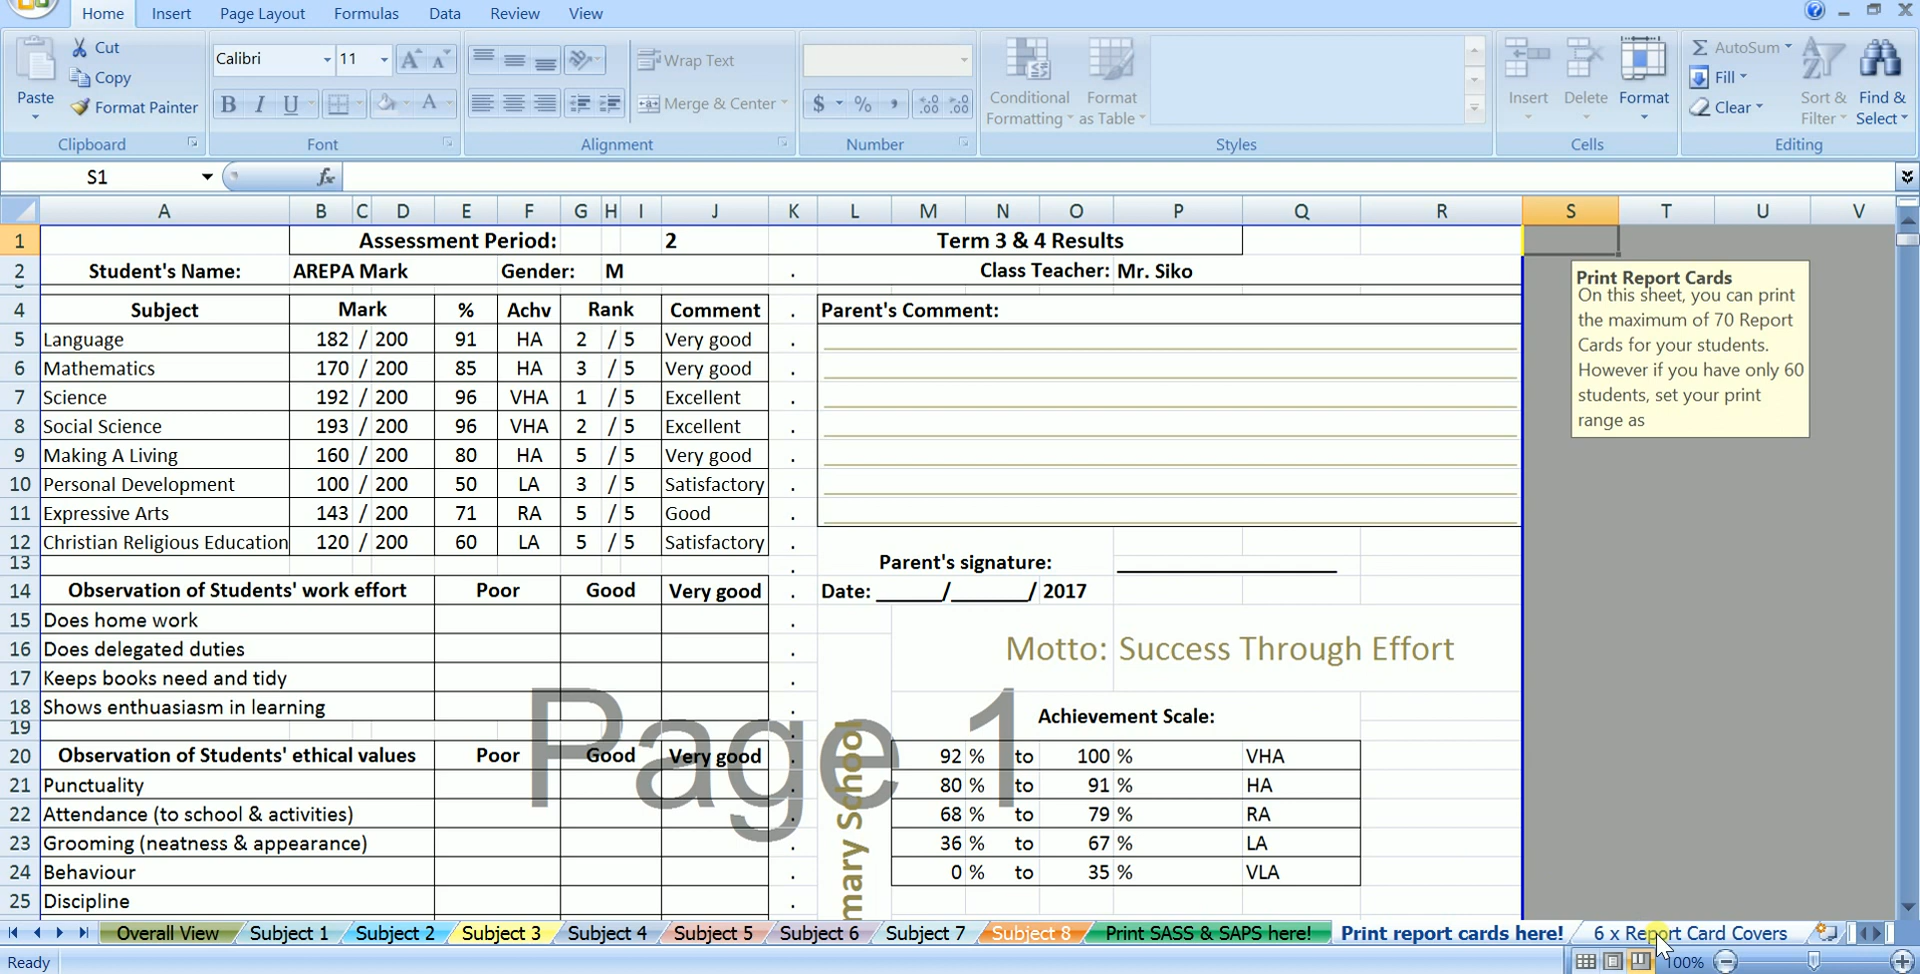 Home Insert Page Layout Formulas Data Review View
Cut
Copy
Format Painter
Paste
Clipboard
Calibri 11
B I U
Font
Wrap Text
Merge & Center
Alignment
$ % ,
Number
Conditional Formatting
Format as Table
Styles
Insert Delete Format
Cells
Σ AutoSum
Fill
Clear
Sort & Filter
Find & Select
Editing
S1 fx
A B C D E F G H I J K L M N O P Q R S T U V
1 Assessment Period: 2 Term 3 & 4 Results
2 Student's Name: AREPA Mark Gender: M . Class Teacher: Mr. Siko
4 Subject Mark % Achv Rank Comment . Parent's Comment:
5 Language 182 / 200 91 HA 2 / 5 Very good .
6 Mathematics 170 / 200 85 HA 3 / 5 Very good .
7 Science 192 / 200 96 VHA 1 / 5 Excellent .
8 Social Science 193 / 200 96 VHA 2 / 5 Excellent .
9 Making A Living 160 / 200 80 HA 5 / 5 Very good .
10 Personal Development 100 / 200 50 LA 3 / 5 Satisfactory .
11 Expressive Arts 143 / 200 71 RA 5 / 5 Good .
12 Christian Religious Education 120 / 200 60 LA 5 / 5 Satisfactory .
13 . Parent's signature: ____________________
14 Observation of Students' work effort Poor Good Very good . Date: ______/_______/ 2017
15 Does home work .
16 Does delegated duties . Motto: Success Through Effort
17 Keeps books need and tidy .
18 Shows enthuasiasm in learning . Achievement Scale:
19 .
20 Observation of Students' ethical values Poor Good Very good . 92 % to 100 % VHA
21 Punctuality . 80 % to 91 % HA
22 Attendance (to school & activities) . 68 % to 79 % RA
23 Grooming (neatness & appearance) . 36 % to 67 % LA
24 Behaviour . 0 % to 35 % VLA
25 Discipline .
Page 1
mary School
Print Report Cards
On this sheet, you can print
the maximum of 70 Report
Cards for your students.
However if you have only 60
students, set your print
range as
Overall View Subject 1 Subject 2 Subject 3 Subject 4 Subject 5 Subject 6 Subject 7 Subject 8 Print SASS & SAPS here! Print report cards here! 6 x Report Card Covers
Ready 100%